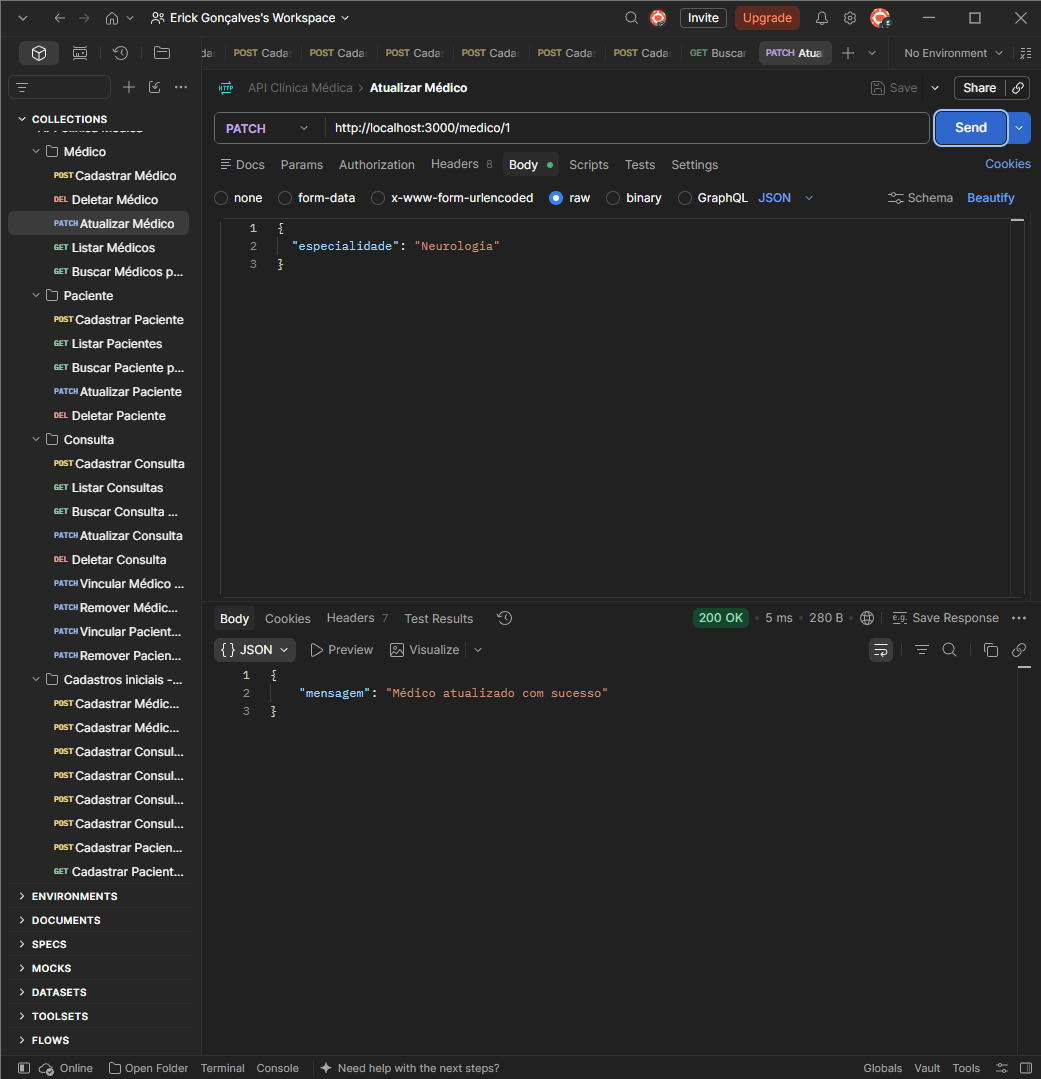 Erick Gonçalves's Workspace
Invite
Upgrade
POST Cada
POST Cada
POST Cada
POST Cada
POST Cada
POST Cada
GET Buscar
PATCH Atua
No Environment
API Clínica Médica > Atualizar Médico
Save
Share
PATCH
http://localhost:3000/medico/1
Send
Docs
Params
Authorization
Headers 8
Body
Scripts
Tests
Settings
Cookies
none
form-data
x-www-form-urlencoded
raw
binary
GraphQL
JSON
Schema
Beautify
1 {
2 "especialidade": "Neurologia"
3 }
COLLECTIONS
API Clínica Médica
Médico
POST Cadastrar Médico
DEL Deletar Médico
PATCH Atualizar Médico
GET Listar Médicos
GET Buscar Médicos p...
Paciente
POST Cadastrar Paciente
GET Listar Pacientes
GET Buscar Paciente p...
PATCH Atualizar Paciente
DEL Deletar Paciente
Consulta
POST Cadastrar Consulta
GET Listar Consultas
GET Buscar Consulta ...
PATCH Atualizar Consulta
DEL Deletar Consulta
PATCH Vincular Médico ...
PATCH Remover Médic...
PATCH Vincular Pacient...
PATCH Remover Pacien...
Cadastros iniciais -...
POST Cadastrar Médic...
POST Cadastrar Médic...
POST Cadastrar Consul...
POST Cadastrar Consul...
POST Cadastrar Consul...
POST Cadastrar Consul...
POST Cadastrar Pacien...
GET Cadastrar Pacient...
ENVIRONMENTS
DOCUMENTS
SPECS
MOCKS
DATASETS
TOOLSETS
FLOWS
Body
Cookies
Headers 7
Test Results
200 OK
5 ms
280 B
e.g. Save Response
{} JSON
Preview
Visualize
1 {
2 "mensagem": "Médico atualizado com sucesso"
3 }
Online
Open Folder
Terminal
Console
Need help with the next steps?
Globals
Vault
Tools